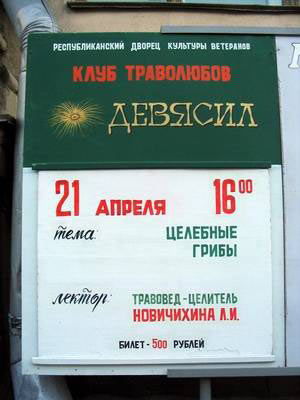 РЕСПУБЛИКАНСКИЙ ДВОРЕЦ КУЛЬТУРЫ ВЕТЕРАНОВ
КЛУБ ТРАВОЛЮБОВ
ДЕВЯСИЛ
21 АПРЕЛЯ 16 00
тема: ЦЕЛЕБНЫЕ
ГРИБЫ
лектор: ТРАВОВЕД-ЦЕЛИТЕЛЬ
НОВИЧИХИНА Л.И.
БИЛЕТ - 500 РУБЛЕЙ